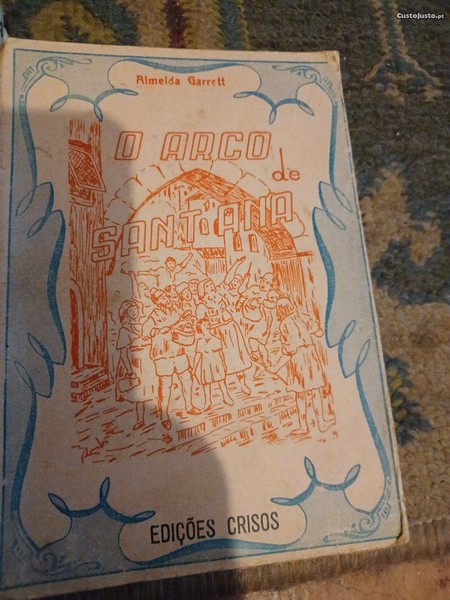 CustoJusto.pt
Almeida Garrett
O ARCO
de
SANT'ANA
EDIÇÕES CRISOS